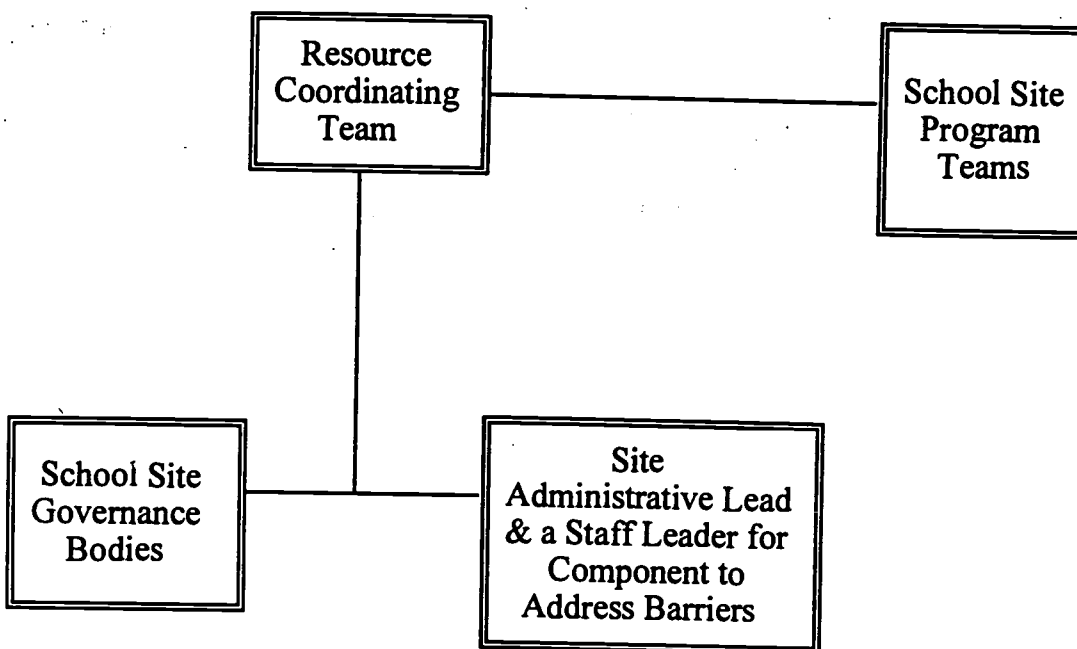 Resource
Coordinating
Team
School Site
Program
Teams
School Site
Governance
Bodies
Site
Administrative Lead
& a Staff Leader for
Component to
Address Barriers